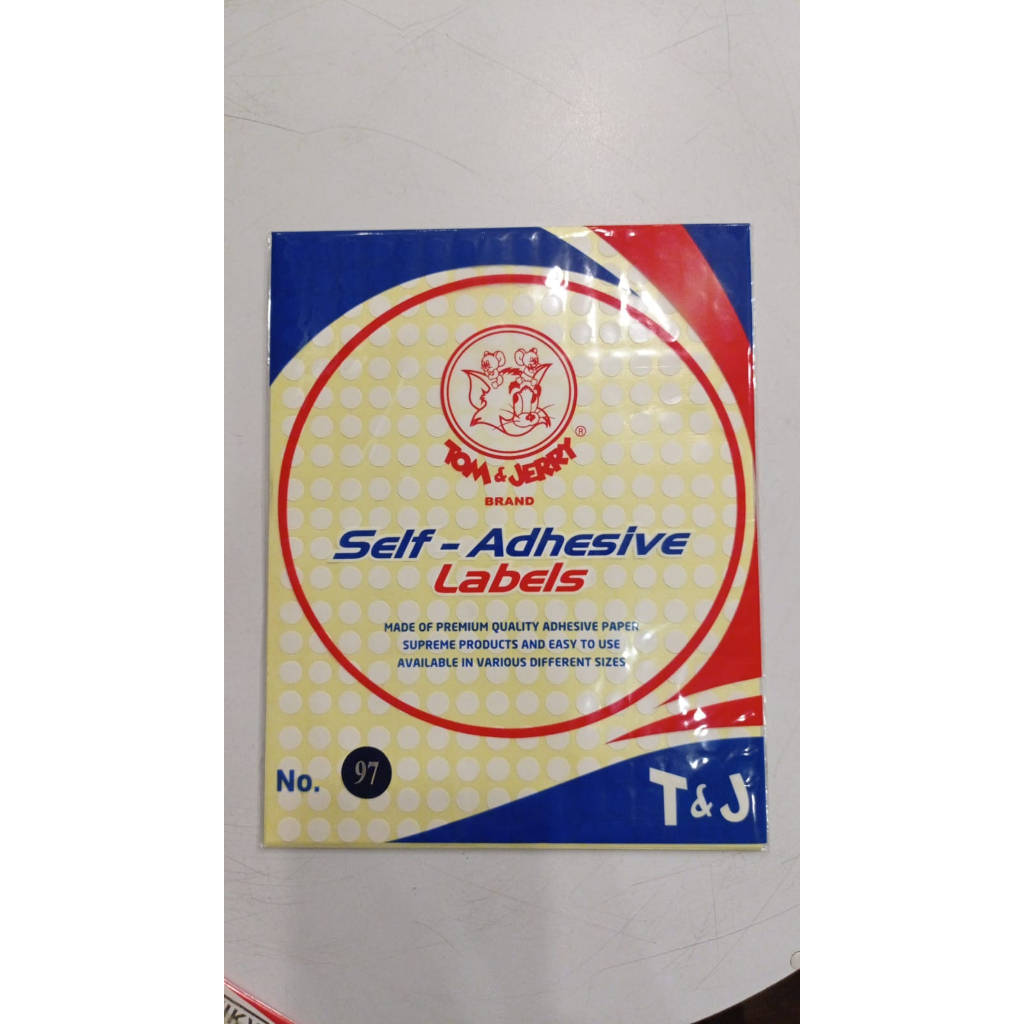 TOM & JERRY ®
BRAND
Self - Adhesive
Labels
MADE OF PREMIUM QUALITY ADHESIVE PAPER
SUPREME PRODUCTS AND EASY TO USE
AVAILABLE IN VARIOUS DIFFERENT SIZES
No. 97
T & J